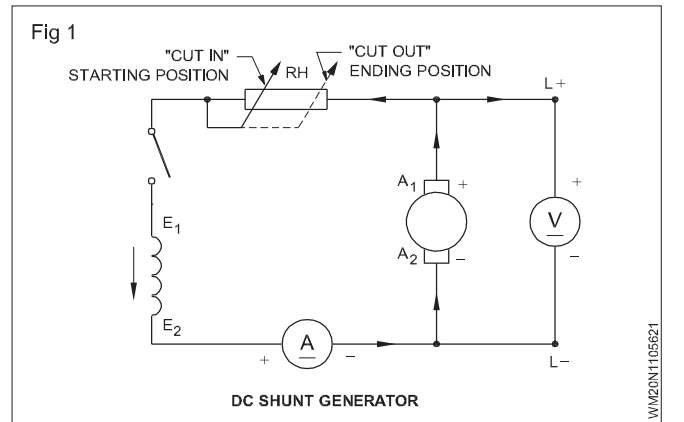 Fig 1
"CUT IN"
STARTING POSITION
RH
"CUT OUT"
ENDING POSITION
L+
E1
A1
+
A2
–
+
V
–
E2
+
A
–
L–
DC SHUNT GENERATOR
WM20N1105621